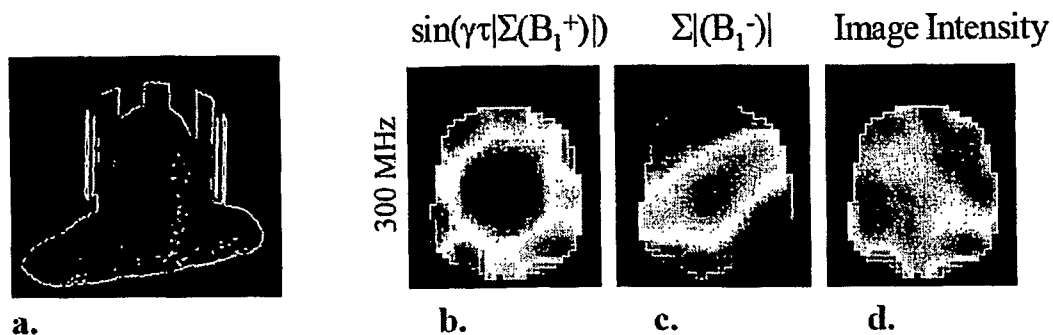 sin(γτ|Σ(B₁⁺)|) Σ|(B₁⁻)| Image Intensity
300 MHz
a. b. c. d.